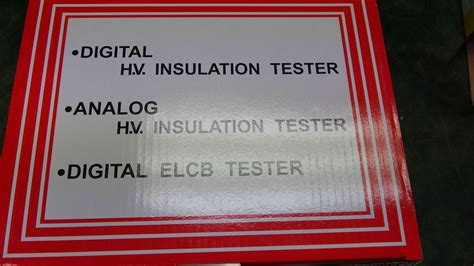 •DIGITAL
H.V. INSULATION TESTER
•ANALOG
H.V. INSULATION TESTER
•DIGITAL ELCB TESTER